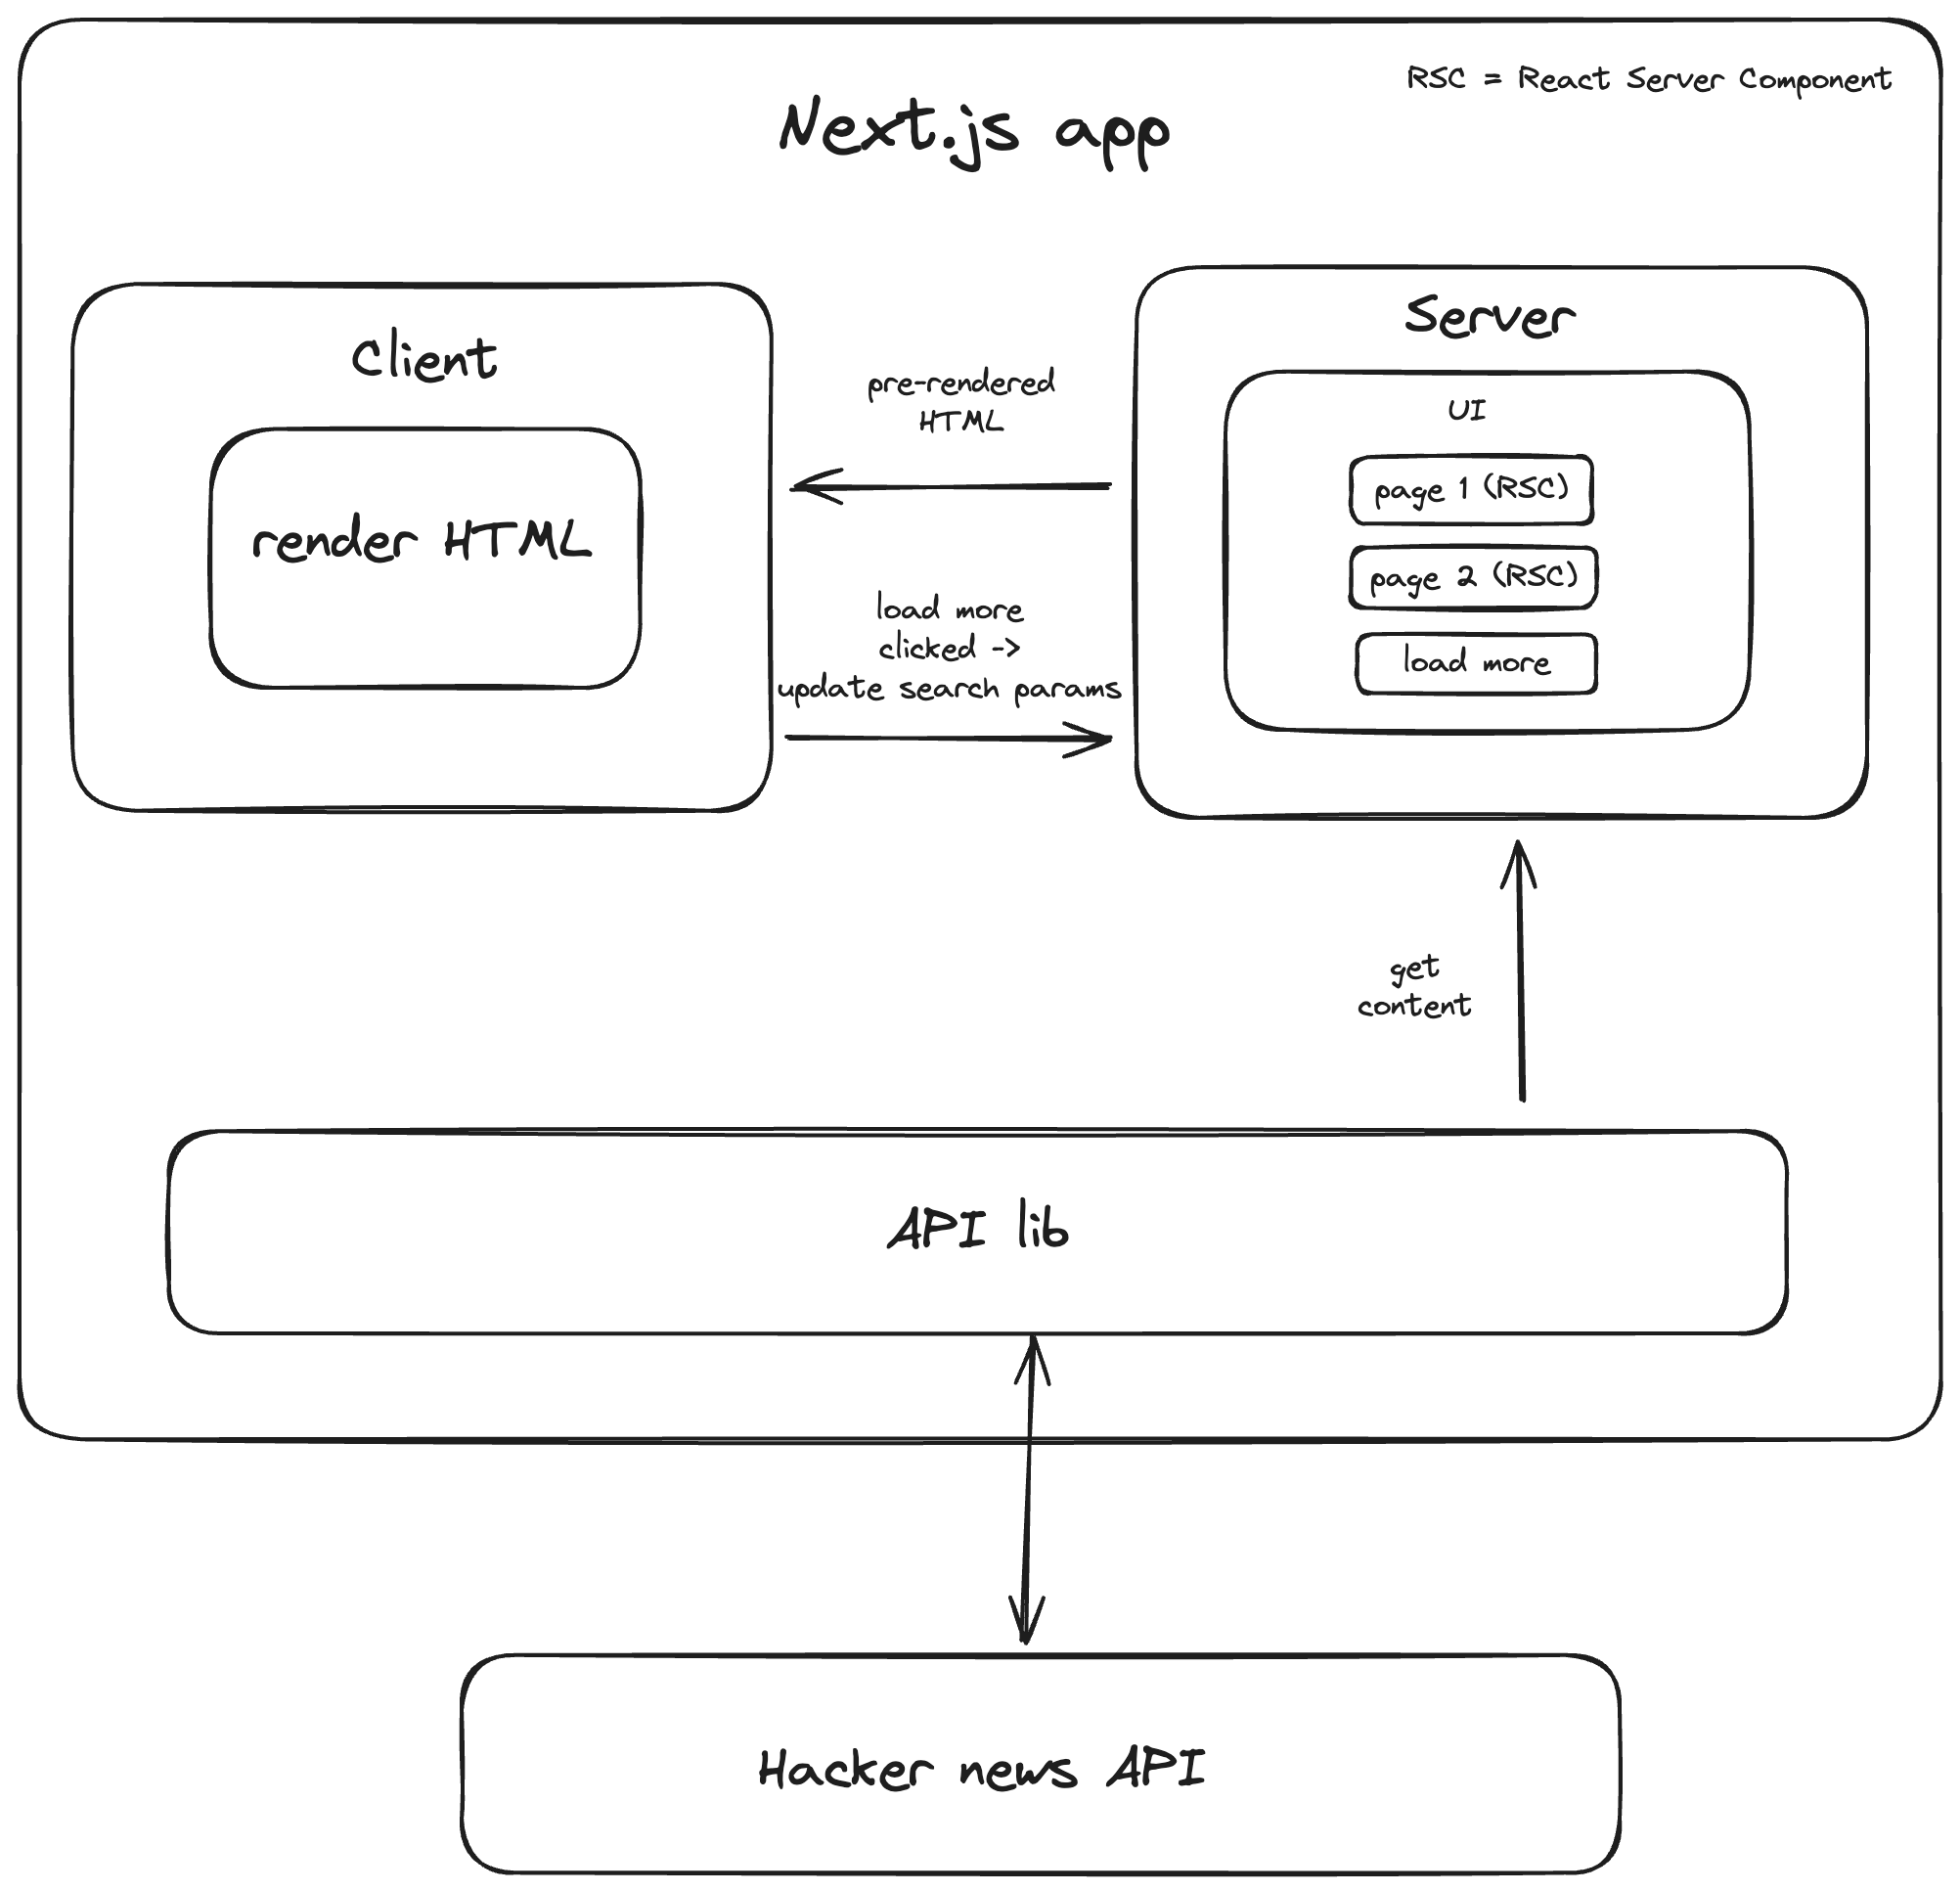 RSC = React Server Component
Next.js app
Client
render HTML
pre-rendered
HTML
load more
clicked ->
update search params
Server
UI
page 1 (RSC)
page 2 (RSC)
load more
get
content
API lib
Hacker news API